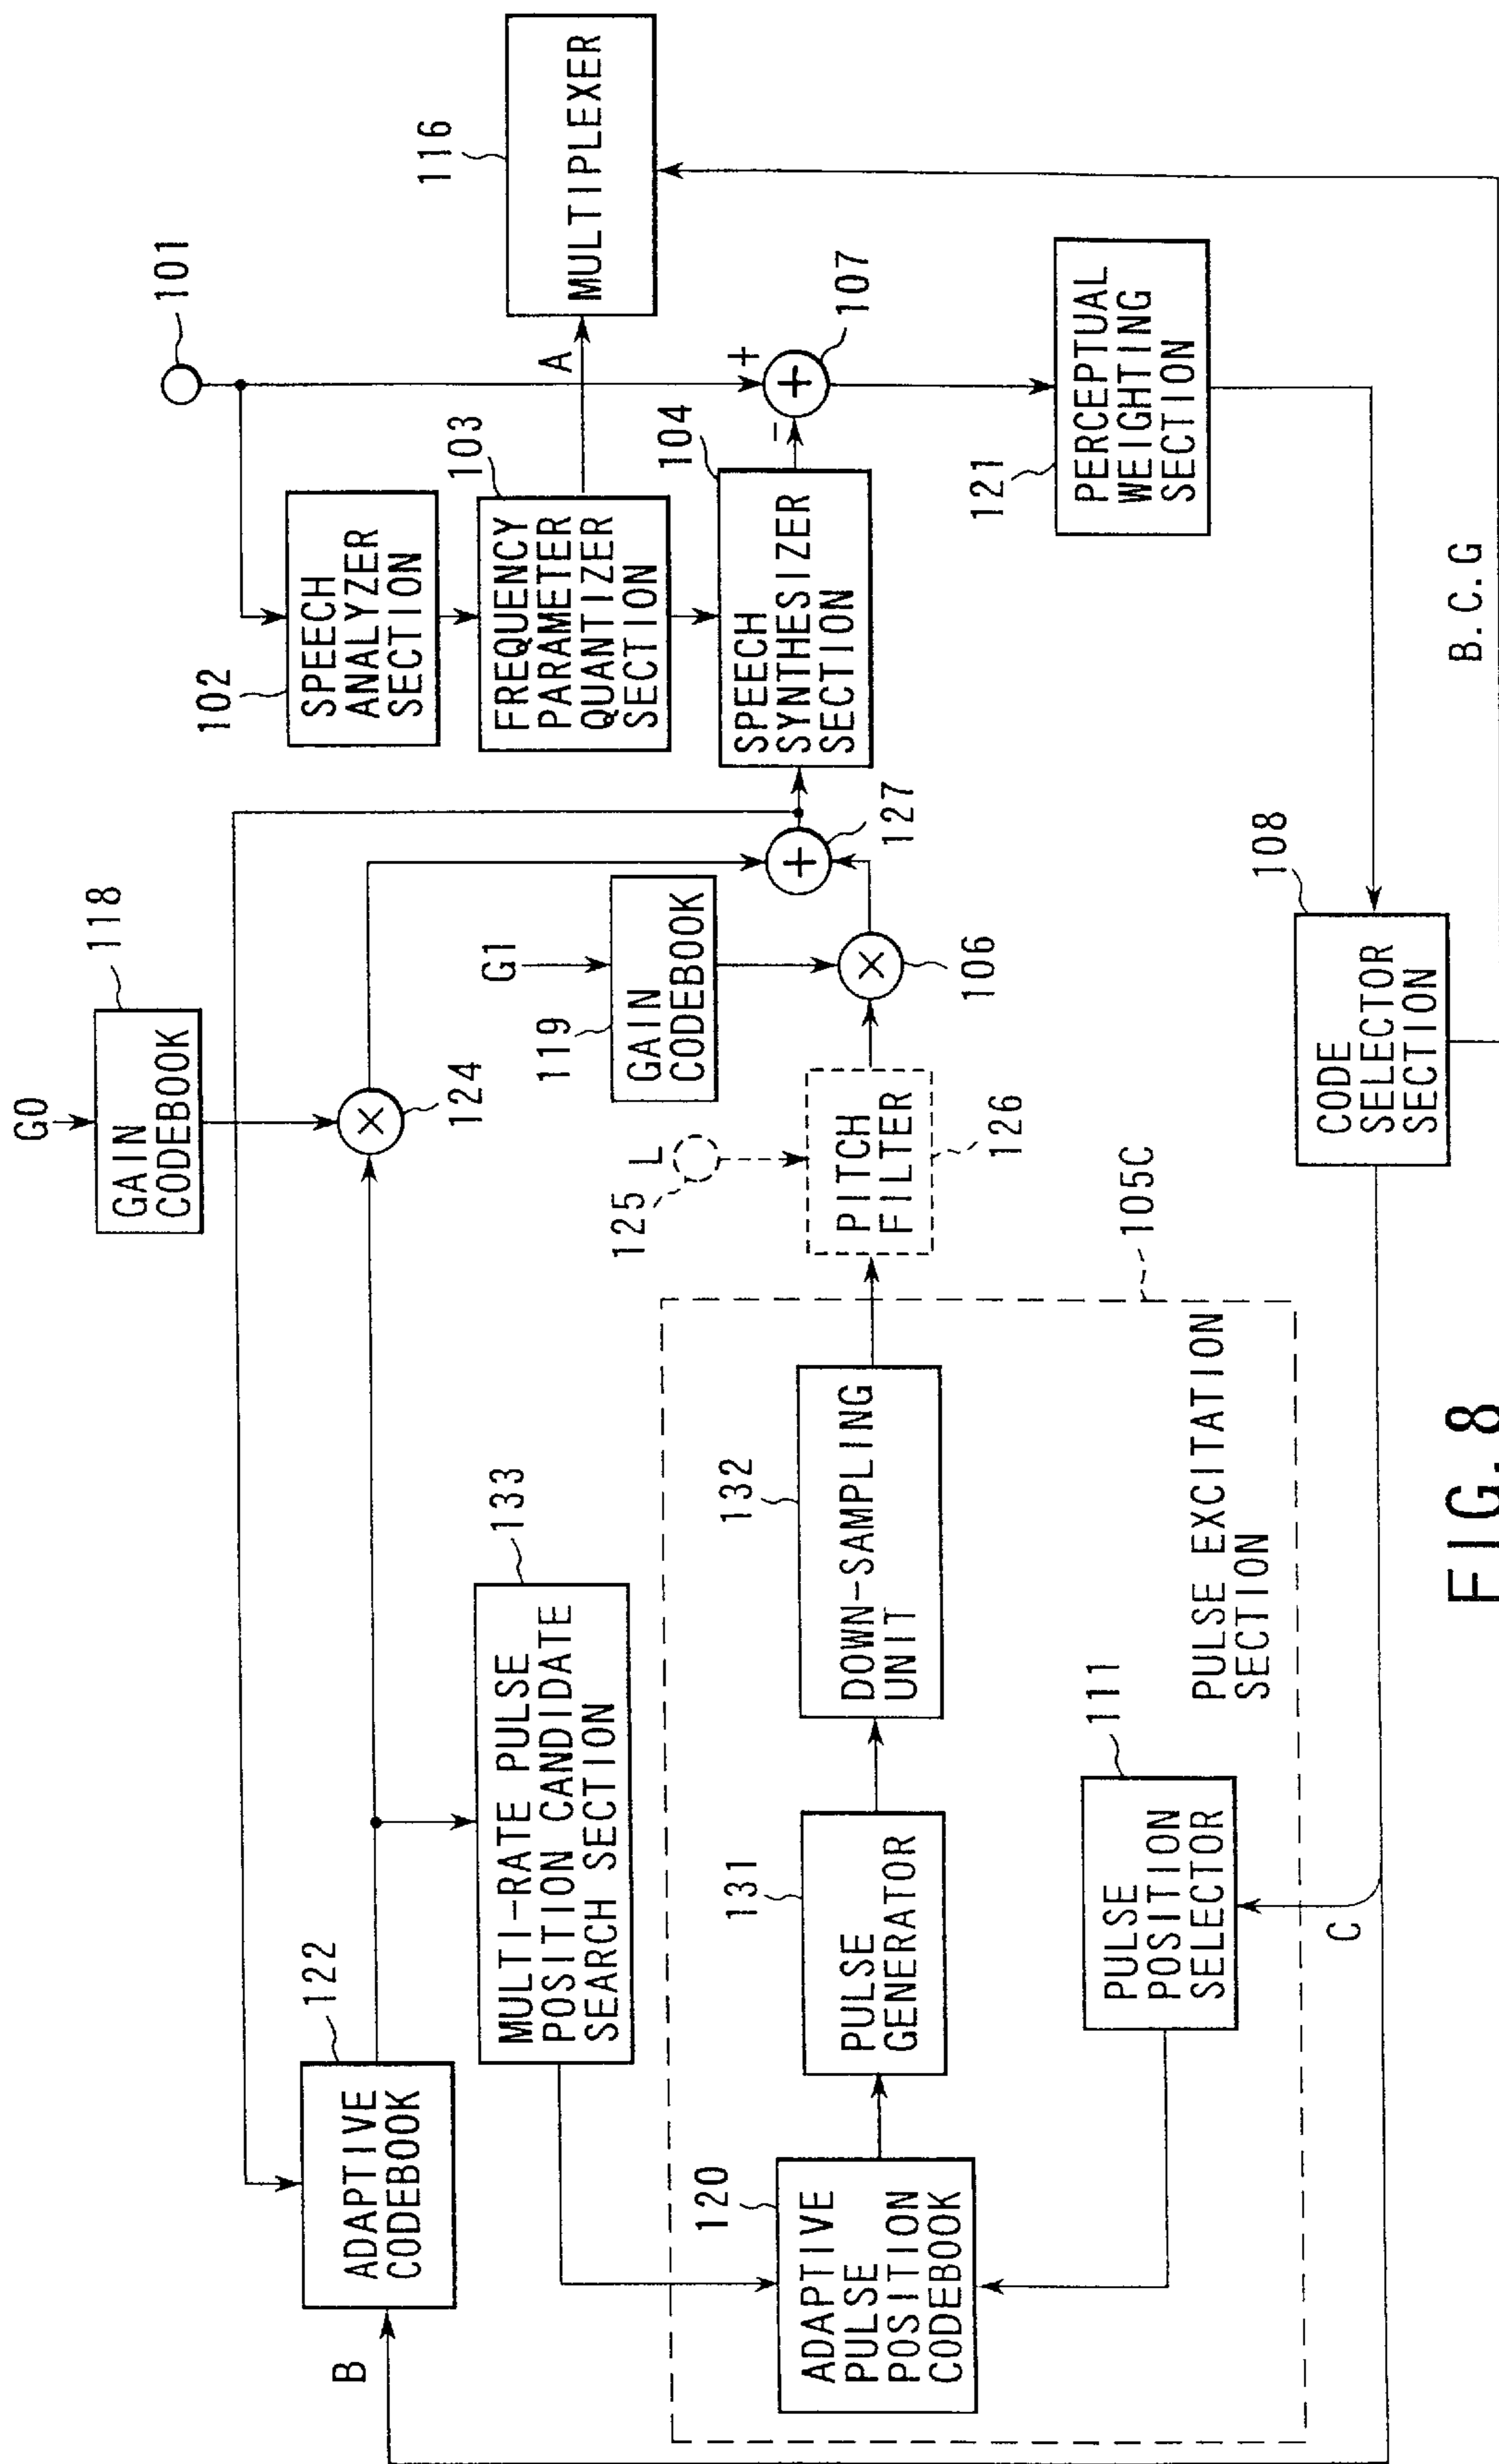 101
116
MULTIPLEXER
A
102
SPEECH
ANALYZER
SECTION
103
FREQUENCY
PARAMETER
QUANTIZER
SECTION
104
SPEECH
SYNTHESIZER
SECTION
+
−
+
107
121
PERCEPTUAL
WEIGHTING
SECTION
G0
118
GAIN
CODEBOOK
×
124
G1
119
GAIN
CODEBOOK
×
106
+
127
L
125
PITCH
FILTER
126
108
CODE
SELECTOR
SECTION
B.C.G
122
ADAPTIVE
CODEBOOK
B
133
MULTI-RATE PULSE
POSITION CANDIDATE
SEARCH SECTION
120
ADAPTIVE
PULSE
POSITION
CODEBOOK
131
PULSE
GENERATOR
132
DOWN-SAMPLING
UNIT
111
PULSE
POSITION
SELECTOR
C
105C
PULSE EXCITATION
SECTION
FIG. 8